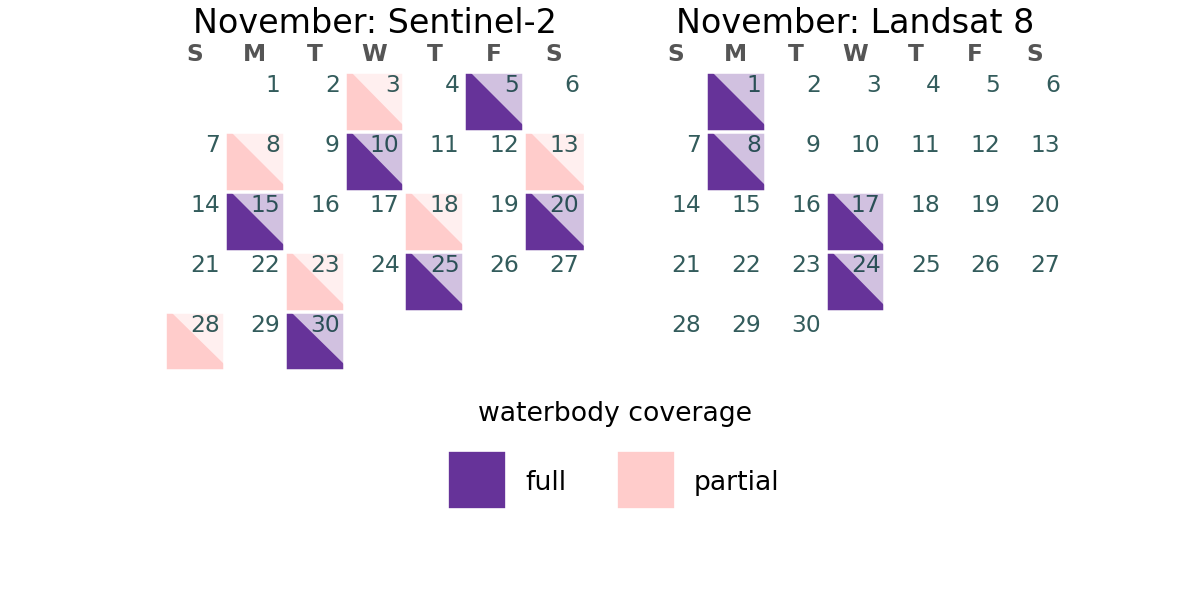 November: Sentinel-2
S M T W T F S
1 2 3 4 5 6
7 8 9 10 11 12 13
14 15 16 17 18 19 20
21 22 23 24 25 26 27
28 29 30
November: Landsat 8
S M T W T F S
1 2 3 4 5 6
7 8 9 10 11 12 13
14 15 16 17 18 19 20
21 22 23 24 25 26 27
28 29 30
waterbody coverage
full partial